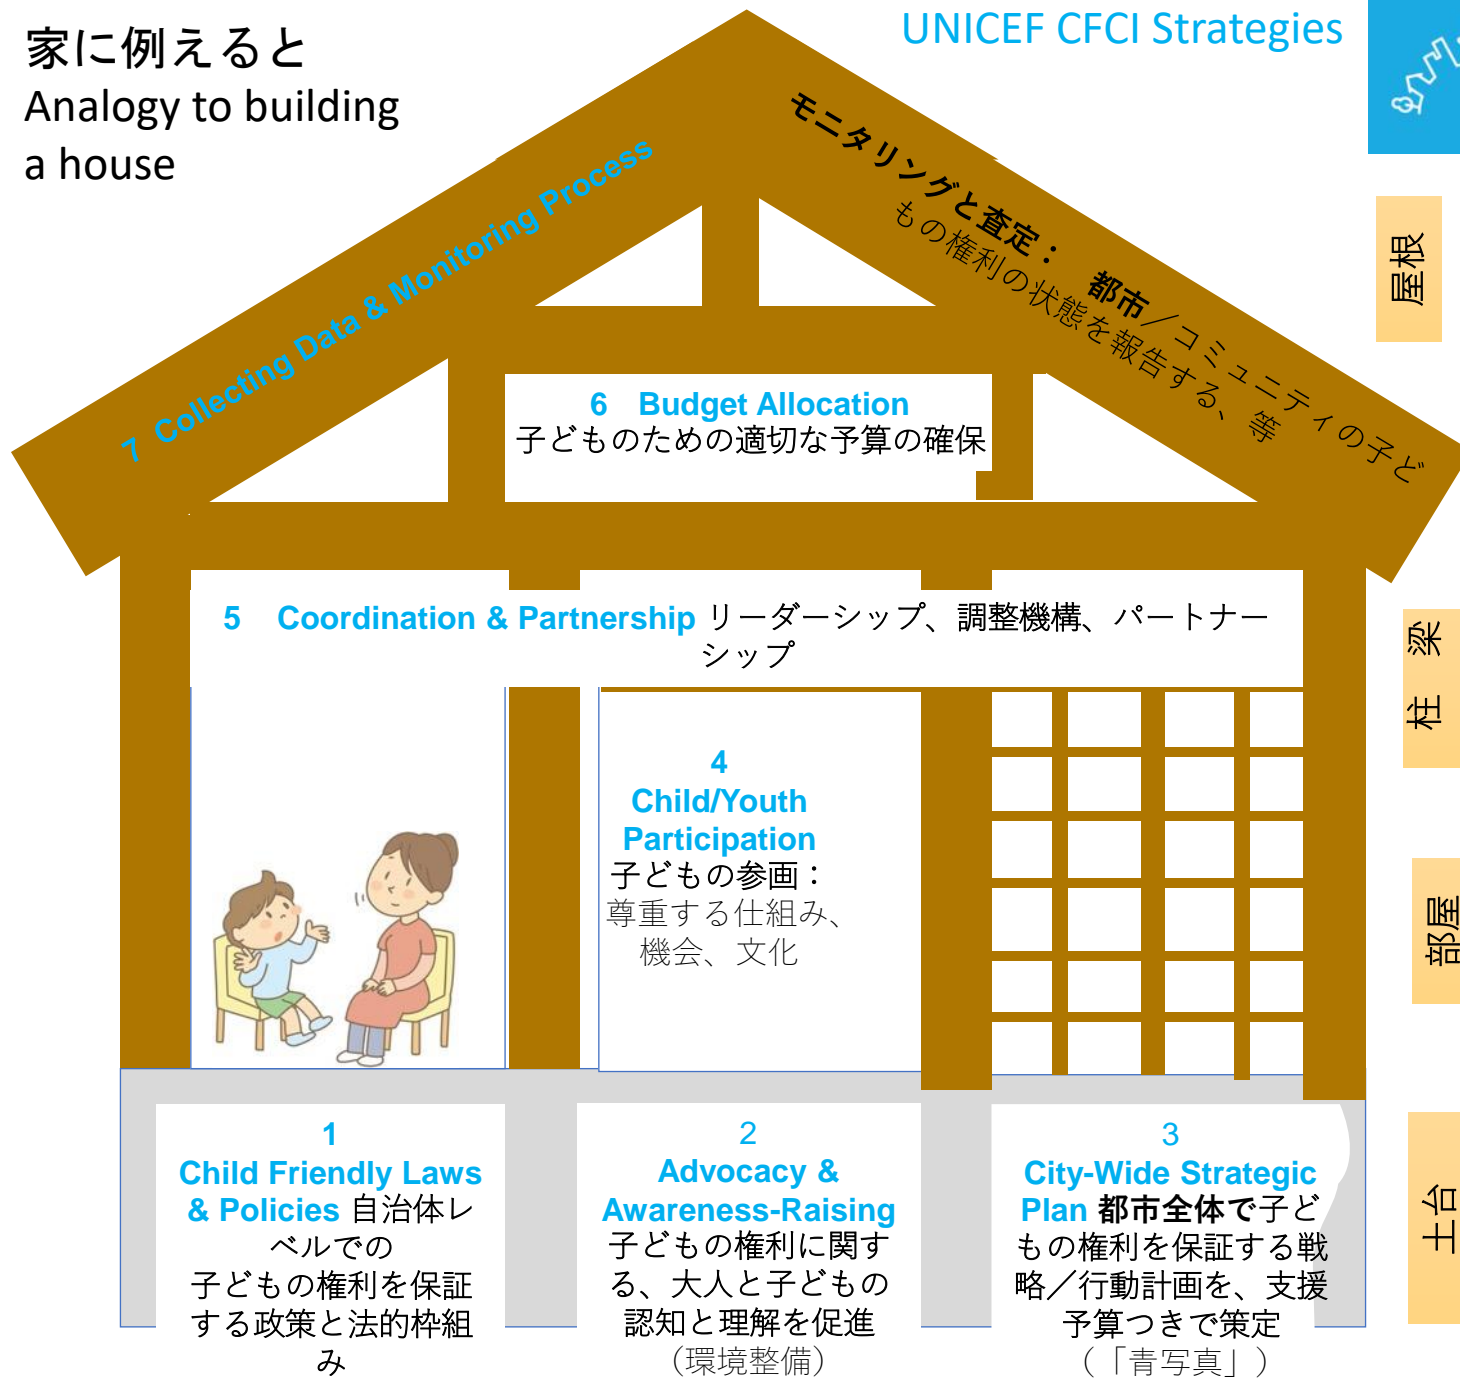 家に例えると
Analogy to building
a house
UNICEF CFCI Strategies
7 Collecting Data & Monitoring Process
モニタリングと査定： 都市／コミュニティの子ど
もの権利の状態を報告する、等
屋根
6 Budget Allocation
子どものための適切な予算の確保
5 Coordination & Partnership リーダーシップ、調整機構、パートナー
シップ
梁
柱
4
Child/Youth
Participation
子どもの参画：
尊重する仕組み、
機会、文化
部屋
1
Child Friendly Laws
& Policies 自治体レ
ベルでの
子どもの権利を保証
する政策と法的枠組
み
2
Advocacy &
Awareness-Raising
子どもの権利に関す
る、大人と子どもの
認知と理解を促進
（環境整備）
3
City-Wide Strategic
Plan 都市全体で子ど
もの権利を保証する戦
略／行動計画を、支援
予算つきで策定
（「青写真」）
土台